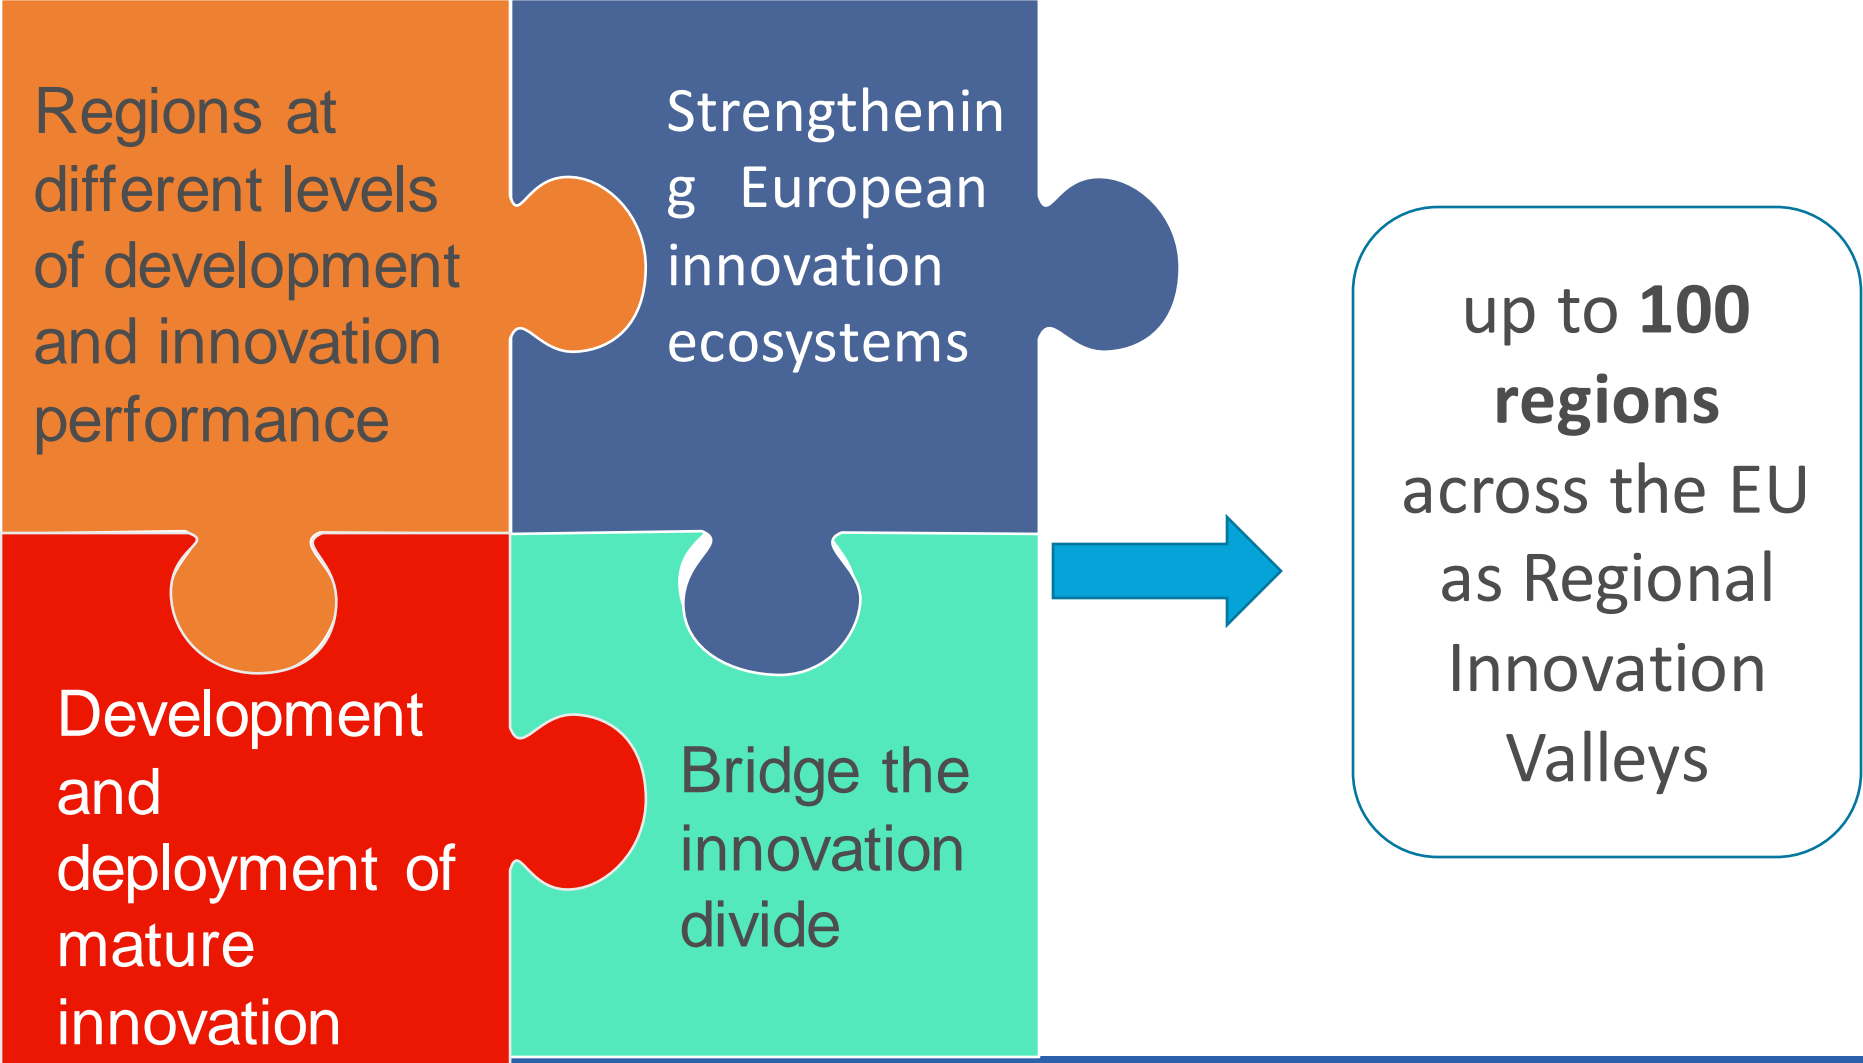 Regions at
different levels
of development
and innovation
performance
Strengthenin
g European
innovation
ecosystems
Development
and
deployment of
mature
innovation
Bridge the
innovation
divide
up to 100
regions
across the EU
as Regional
Innovation
Valleys